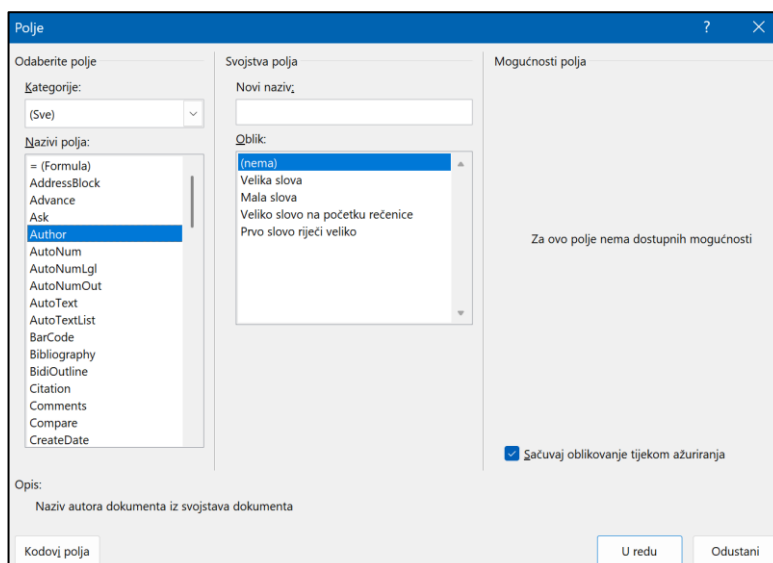 Polje
Odaberite polje
Kategorije:
(Sve)
Nazivi polja:
= (Formula)
AddressBlock
Advance
Ask
Author
AutoNum
AutoNumLgl
AutoNumOut
AutoText
AutoTextList
BarCode
Bibliography
BidiOutline
Citation
Comments
Compare
CreateDate
Svojstva polja
Novi naziv:
Oblik:
(nema)
Velika slova
Mala slova
Veliko slovo na početku rečenice
Prvo slovo riječi veliko
Mogućnosti polja
Za ovo polje nema dostupnih mogućnosti
Sačuvaj oblikovanje tijekom ažuriranja
Opis:
Naziv autora dokumenta iz svojstava dokumenta
Kodovi polja
U redu
Odustani